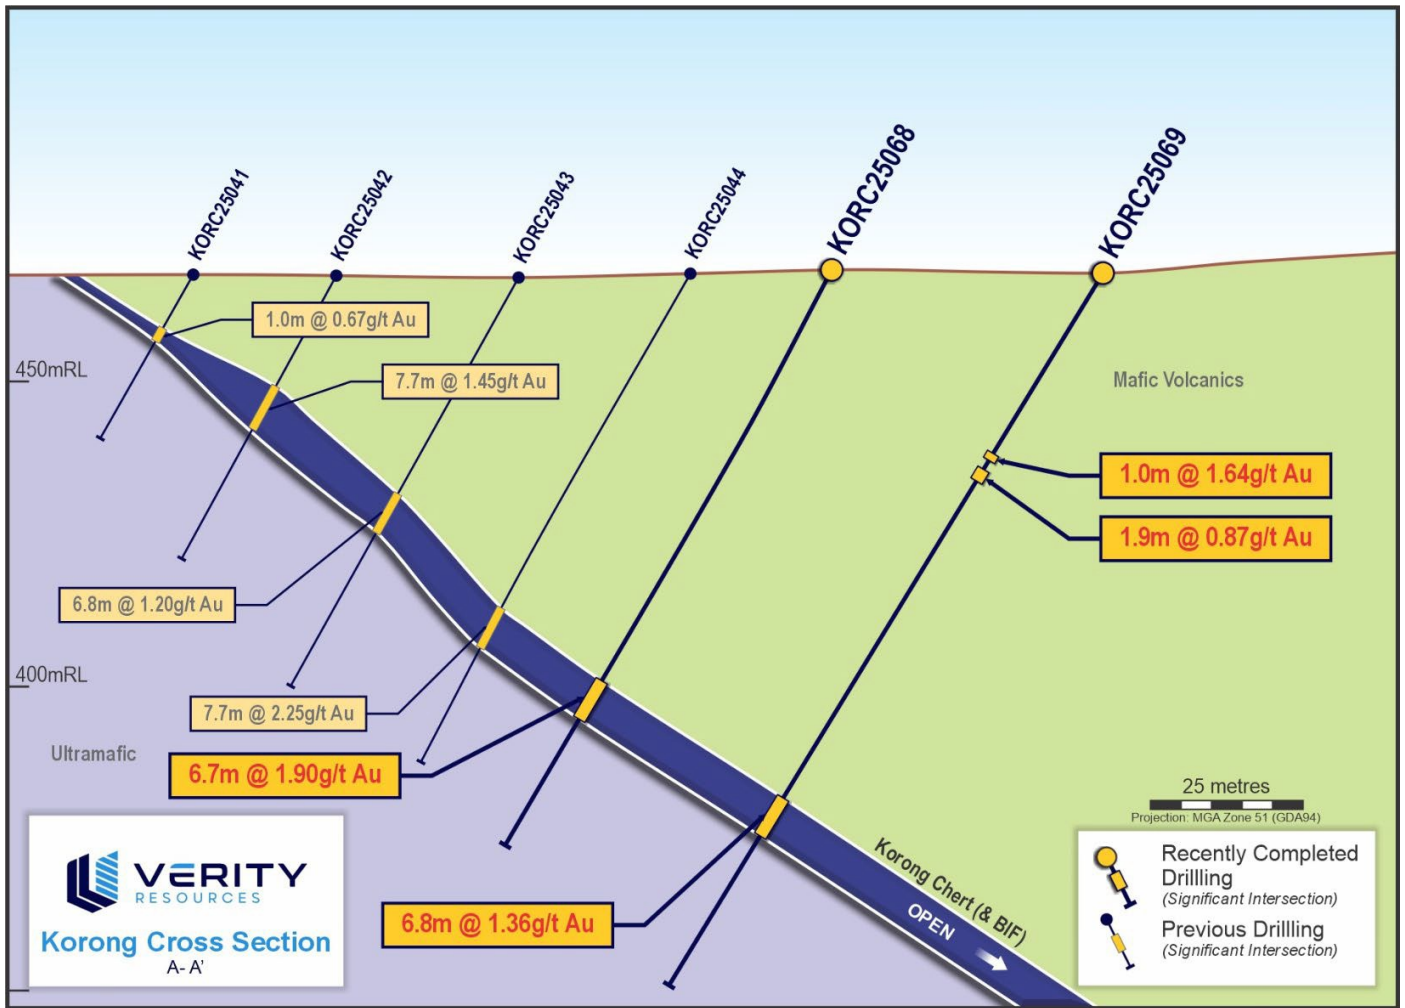 KORC25041
KORC25042
KORC25043
KORC25044
KORC25068
KORC25069
1.0m @ 0.67g/t Au
450mRL
7.7m @ 1.45g/t Au
Mafic Volcanics
1.0m @ 1.64g/t Au
1.9m @ 0.87g/t Au
6.8m @ 1.20g/t Au
400mRL
7.7m @ 2.25g/t Au
Ultramafic
6.7m @ 1.90g/t Au
6.8m @ 1.36g/t Au
Korong Chert (& BIF)
OPEN
25 metres
Projection: MGA Zone 51 (GDA94)
VERITY
RESOURCES
Korong Cross Section
A- A'
Recently Completed
Drillling
(Significant Intersection)
Previous Drillling
(Significant Intersection)